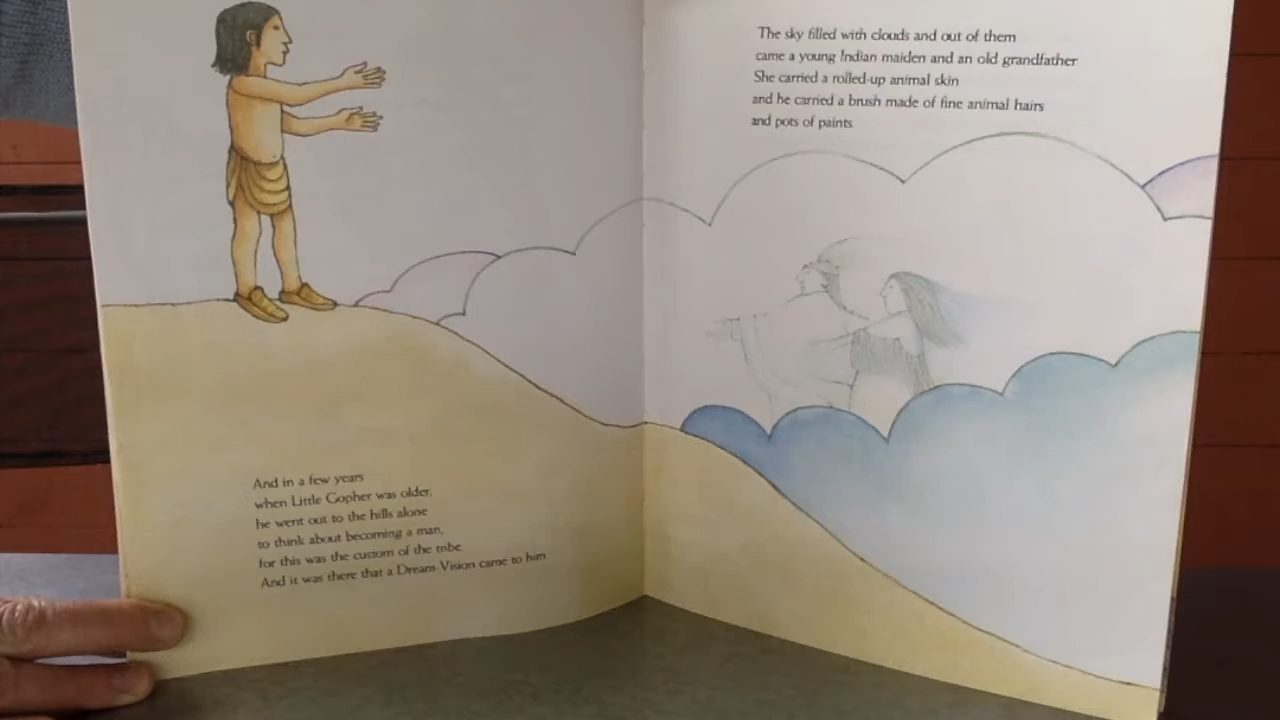 And in a few years
when Little Gopher was older,
he went out to the hills alone
to think about becoming a man,
for this was the custom of the tribe.
And it was there that a Dream-Vision came to him.
The sky filled with clouds and out of them
came a young Indian maiden and an old grandfather.
She carried a rolled-up animal skin
and he carried a brush made of fine animal hairs
and pots of paints.